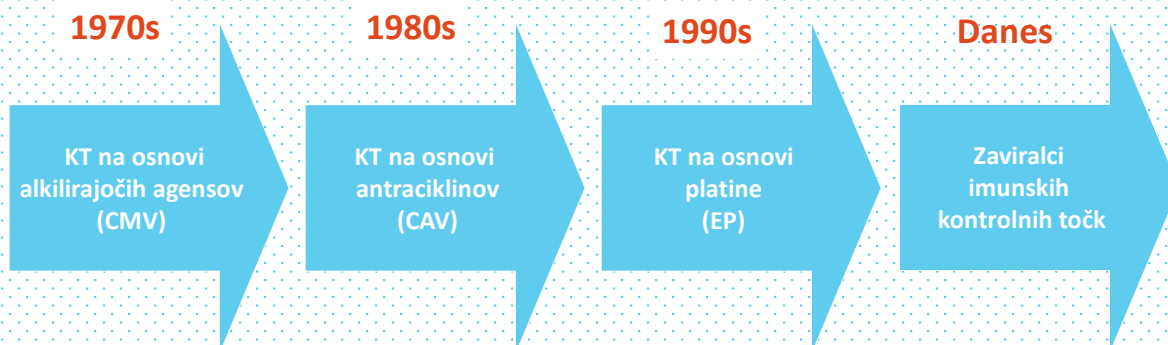 1970s
KT na osnovi
alkilirajočih agensov
(CMV)
1980s
KT na osnovi
antraciklinov
(CAV)
1990s
KT na osnovi
platine
(EP)
Danes
Zaviralci
imunskih
kontrolnih točk